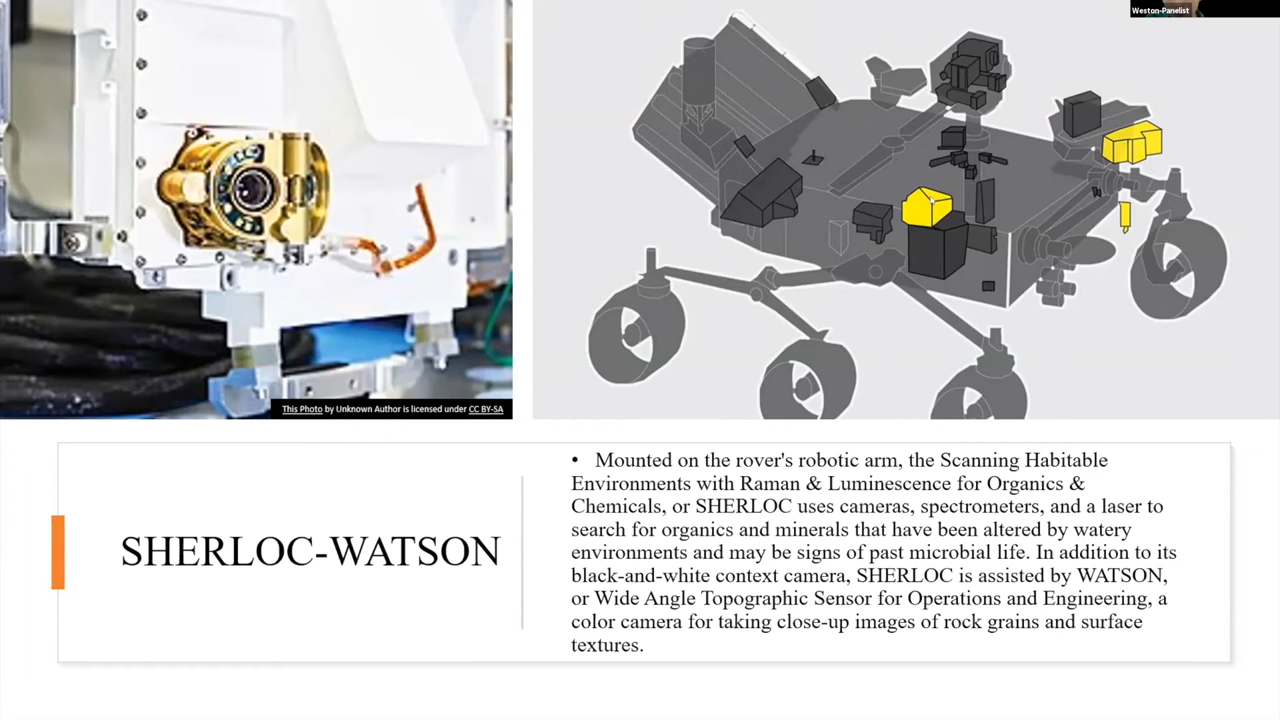 Weston-Panelist
This Photo by Unknown Author is licensed under CC BY-SA
SHERLOC-WATSON
• Mounted on the rover's robotic arm, the Scanning Habitable
Environments with Raman & Luminescence for Organics &
Chemicals, or SHERLOC uses cameras, spectrometers, and a laser to
search for organics and minerals that have been altered by watery
environments and may be signs of past microbial life. In addition to its
black-and-white context camera, SHERLOC is assisted by WATSON,
or Wide Angle Topographic Sensor for Operations and Engineering, a
color camera for taking close-up images of rock grains and surface
textures.